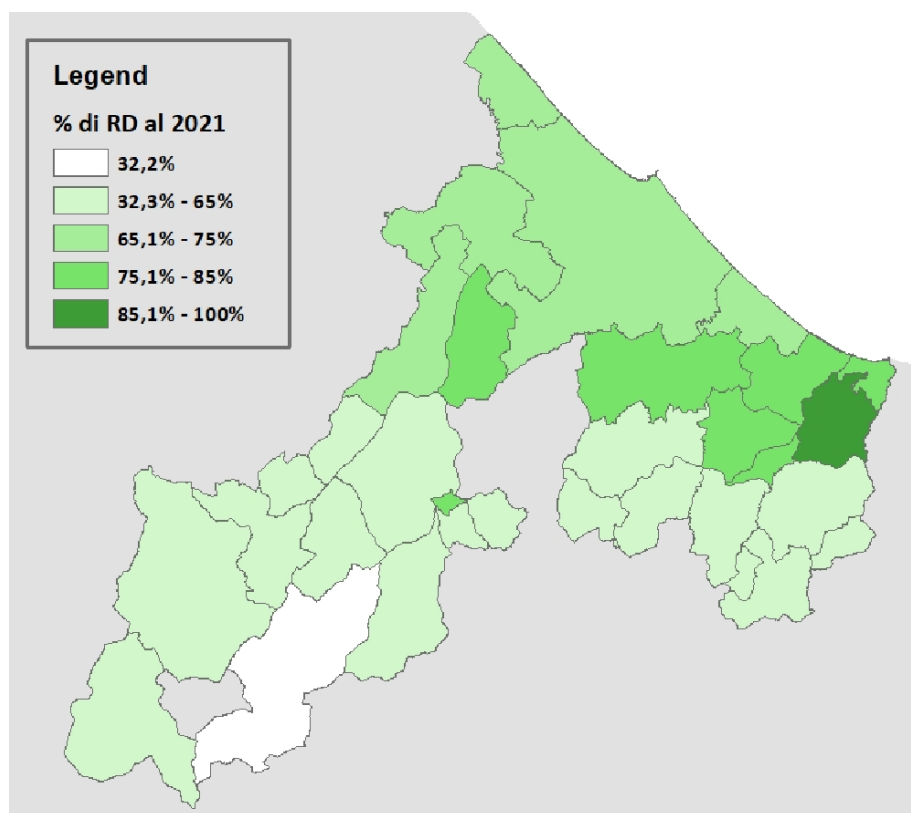 Legend
% di RD al 2021
32,2%
32,3% - 65%
65,1% - 75%
75,1% - 85%
85,1% - 100%